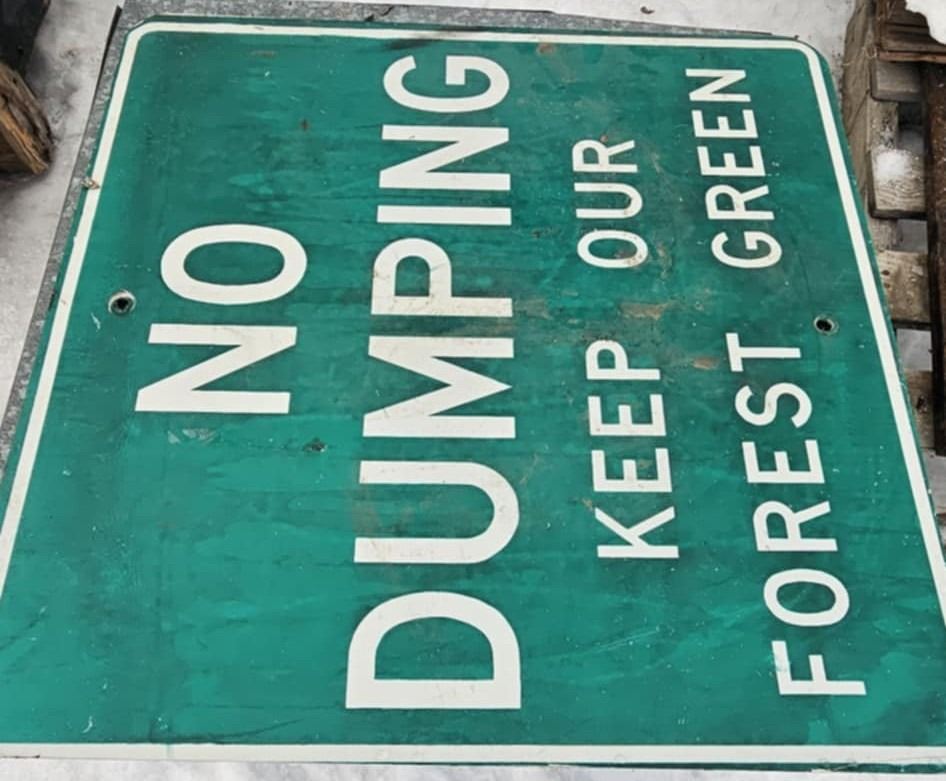 NO
DUMPING
KEEP OUR
FOREST GREEN